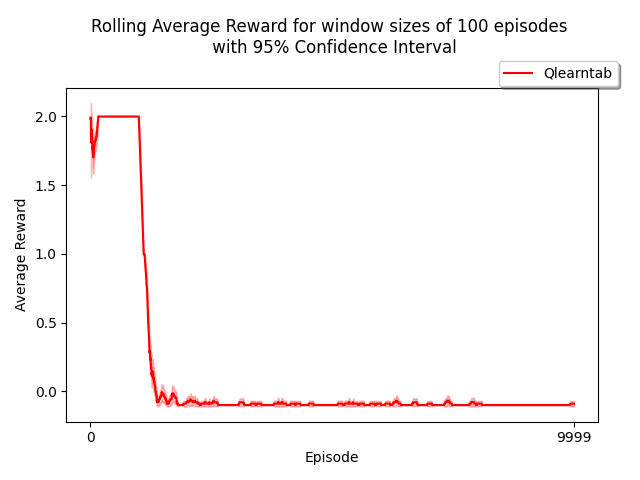 Rolling Average Reward for window sizes of 100 episodes
with 95% Confidence Interval
Qlearntab
2.0
1.5
1.0
0.5
0.0
Average Reward
0
9999
Episode